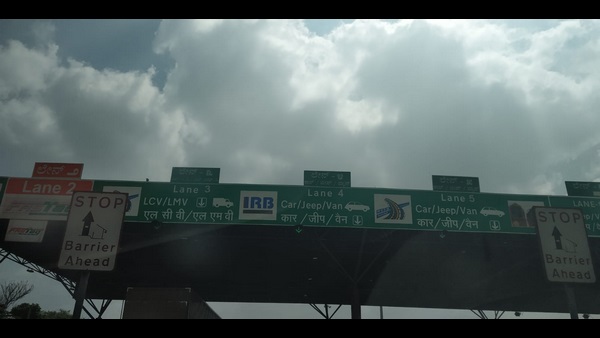 Lane 2
Lane 3
LCV/LMV
एल सी वी/एल एम वी
IRB
Lane 4
Car/Jeep/Van
कार/जीप/वेन
Lane 5
Car/Jeep/Van
कार/जीप/वेन
STOP
Barrier
Ahead
STOP
Barrier
Ahead